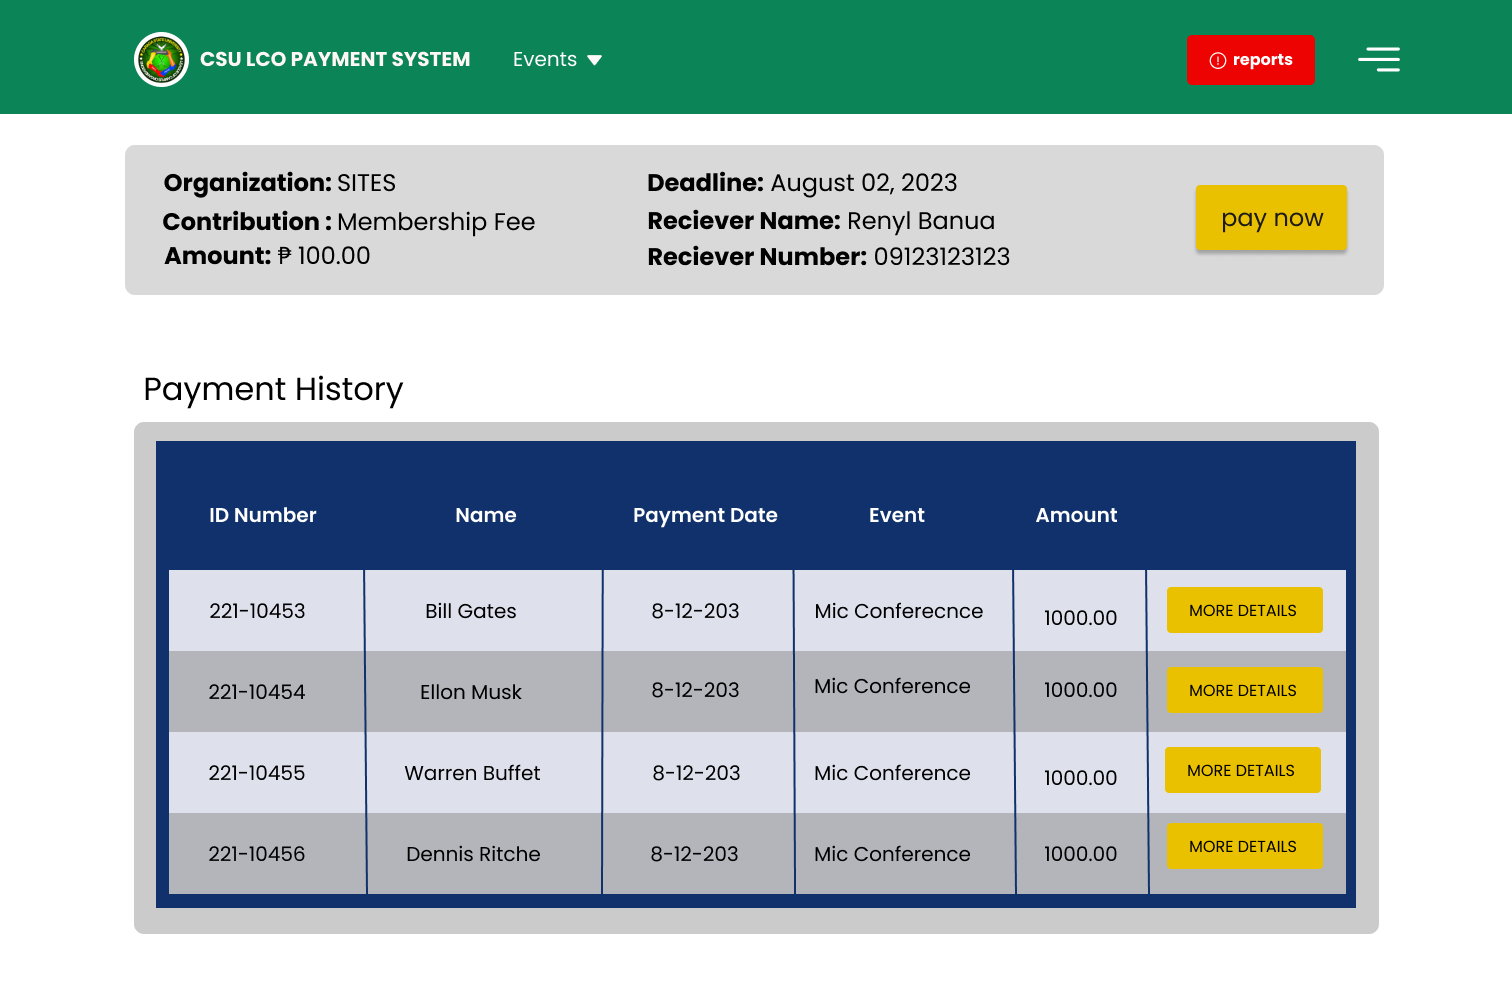 CSU LCO PAYMENT SYSTEM Events reports
Organization: SITES Deadline: August 02, 2023
Contribution : Membership Fee Reciever Name: Renyl Banua pay now
Amount: ₱ 100.00 Reciever Number: 09123123123
Payment History
ID Number Name Payment Date Event Amount
221-10453 Bill Gates 8-12-203 Mic Conferecnce 1000.00 MORE DETAILS
221-10454 Ellon Musk 8-12-203 Mic Conference 1000.00 MORE DETAILS
221-10455 Warren Buffet 8-12-203 Mic Conference 1000.00 MORE DETAILS
221-10456 Dennis Ritche 8-12-203 Mic Conference 1000.00 MORE DETAILS